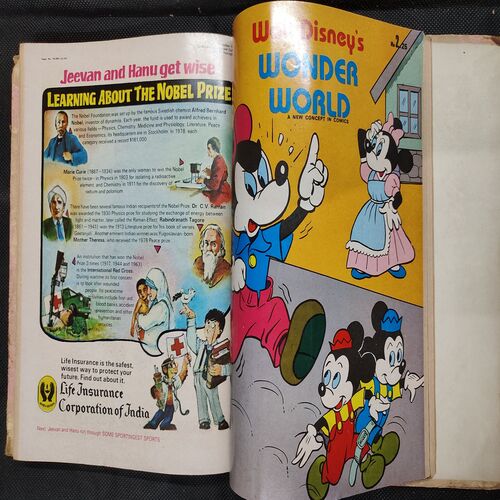 Jeevan and Hanu get wise
LEARNING ABOUT THE NOBEL PRIZE
The Nobel Foundation was set up by the famous Swedish chemist Alfred Bernhard
Nobel, inventor of dynamite. Each year, the fund is used to award achievers in
various fields - Physics, Chemistry, Medicine and Physiology, Literature, Peace
and Economics. Its headquarters are in Stockholm. In 1978, each
category received a record $161,000.
Marie Curie (1867-1934) was the only woman to win the Nobel
Prize twice - in Physics in 1903 for isolating a radioactive
element, and Chemistry in 1911 for the discovery of
radium and polonium.
There have been several Indian recipients of the Nobel Prize. Dr. C.V. Raman
was awarded the 1930 Physics prize for studying the exchange of energy between
light and matter, later called the Raman-Effect. Rabindranath Tagore
(1861-1941) was the 1913 Literature prize for his book of verses,
'Geetanjali'. Another eminent Indian winner was Yugoslavian-born
Mother Theresa, who received the 1979 Peace prize.
An institution that has won the Nobel
Prize 3 times (1917, 1944 and 1963)
is the International Red Cross.
During wartime its first concern
is to look after wounded
people. Its peacetime
activities include first aid,
blood banks, accident
prevention and other
humanitarian
services.
Life Insurance is the safest,
wisest way to protect your
future. Find out about it.
Life Insurance
Corporation of India
Next: Jeevan and Hanu run through SOME SPORTINGEST SPORTS
Walt Disney's
No.2
WONDER
WORLD
A NEW CONCEPT IN COMICS